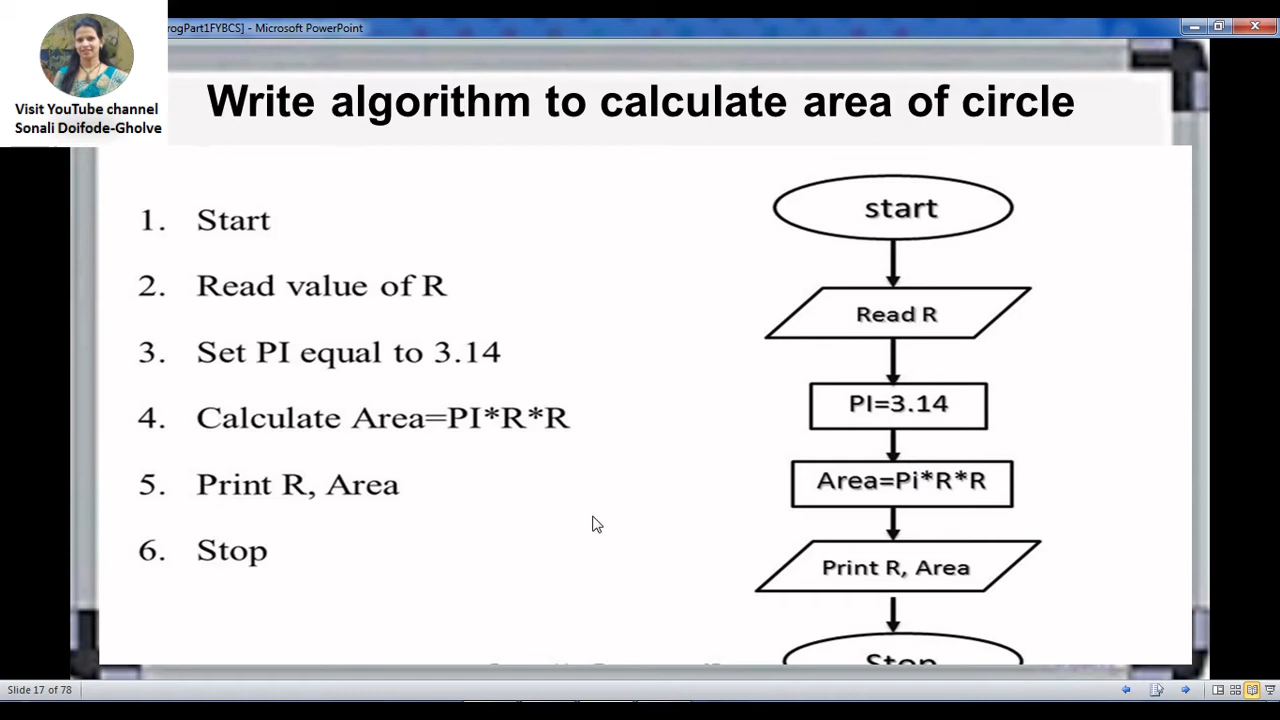 rogPart1FYBCS] - Microsoft PowerPoint
Visit YouTube channel
Sonali Doifode-Gholve
Write algorithm to calculate area of circle
1. Start
2. Read value of R
3. Set PI equal to 3.14
4. Calculate Area=PI*R*R
5. Print R, Area
6. Stop
start
Read R
PI=3.14
Area=Pi*R*R
Print R, Area
Stop
Slide 17 of 78